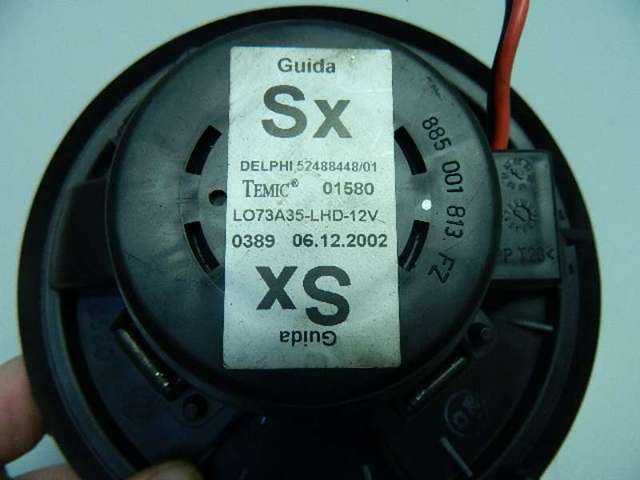 Guida
Sx
DELPHI 52488448/01
TEMIC® 01580
LO73A35-LHD-12V
0389 06.12.2002
Sx
Guida
885 001 813 FZ